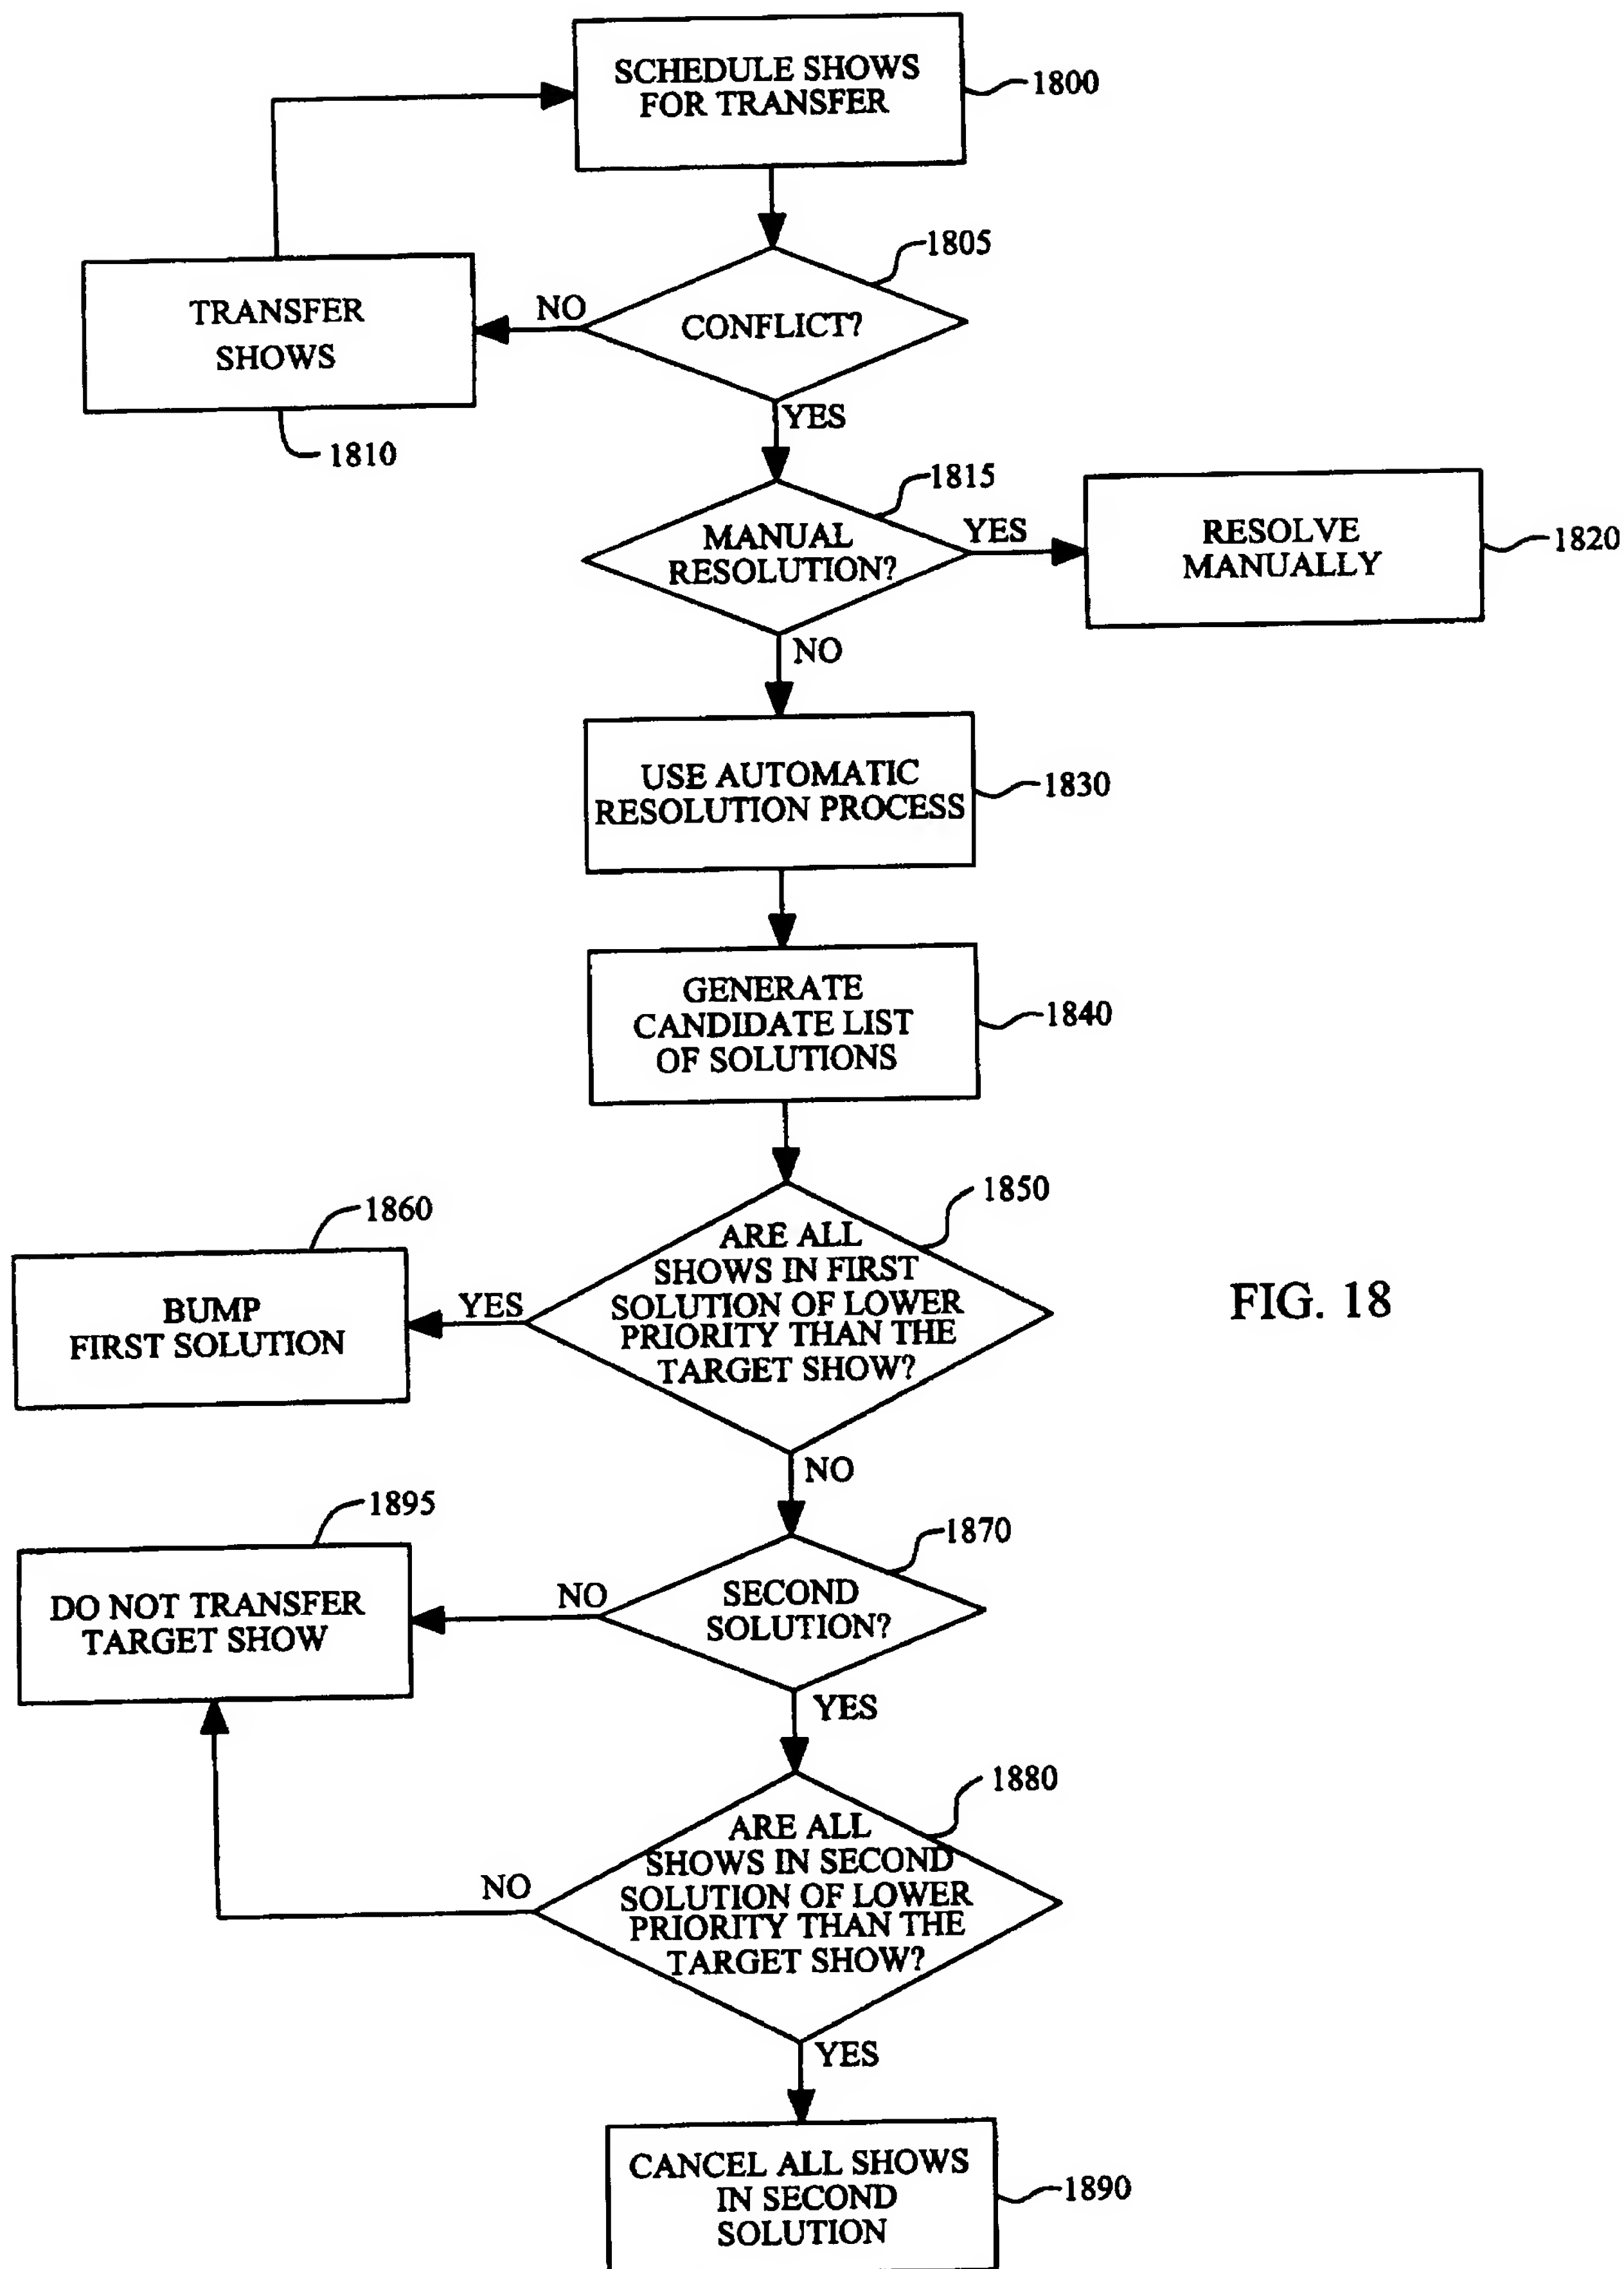 SCHEDULE SHOWS
FOR TRANSFER
1800
1805
CONFLICT?
NO
TRANSFER
SHOWS
1810
YES
1815
MANUAL
RESOLUTION?
YES
RESOLVE
MANUALLY
1820
NO
USE AUTOMATIC
RESOLUTION PROCESS
1830
GENERATE
CANDIDATE LIST
OF SOLUTIONS
1840
1850
ARE ALL
SHOWS IN FIRST
SOLUTION OF LOWER
PRIORITY THAN THE
TARGET SHOW?
YES
1860
BUMP
FIRST SOLUTION
FIG. 18
NO
1870
SECOND
SOLUTION?
NO
1895
DO NOT TRANSFER
TARGET SHOW
YES
1880
ARE ALL
SHOWS IN SECOND
SOLUTION OF LOWER
PRIORITY THAN THE
TARGET SHOW?
NO
YES
CANCEL ALL SHOWS
IN SECOND
SOLUTION
1890